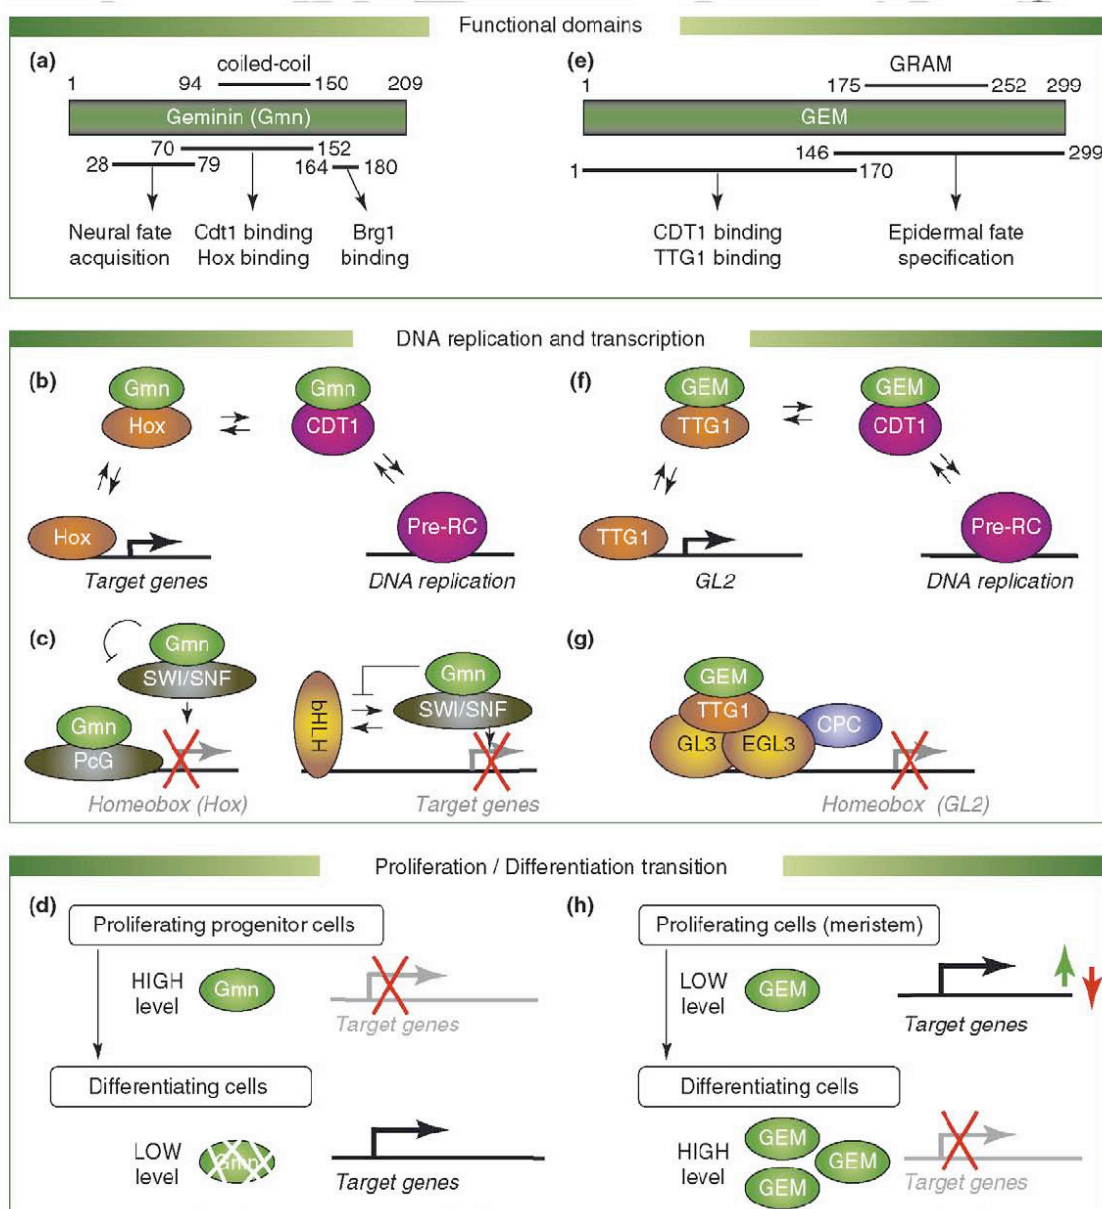 Functional domains
(a)
coiled-coil
1 94 150 209
Geminin (Gmn)
70 152
28 79 164 180
Neural fate
acquisition
Cdt1 binding
Hox binding
Brg1
binding
(e)
GRAM
1 175 252 299
GEM
146 299
1 170
CDT1 binding
TTG1 binding
Epidermal fate
specification
DNA replication and transcription
(b)
Gmn
Hox
Gmn
CDT1
Hox
Target genes
Pre-RC
DNA replication
(f)
GEM
TTG1
GEM
CDT1
TTG1
GL2
Pre-RC
DNA replication
(c)
Gmn
SWI/SNF
Gmn
PcG
Homeobox (Hox)
bHLH
Gmn
SWI/SNF
Target genes
(g)
GEM
TTG1
GL3
EGL3
CPC
Homeobox (GL2)
Proliferation / Differentiation transition
(d)
Proliferating progenitor cells
HIGH
level
Gmn
Target genes
Differentiating cells
LOW
level
Gmn
Target genes
(h)
Proliferating cells (meristem)
LOW
level
GEM
Target genes
Differentiating cells
HIGH
level
GEM
GEM
GEM
Target genes